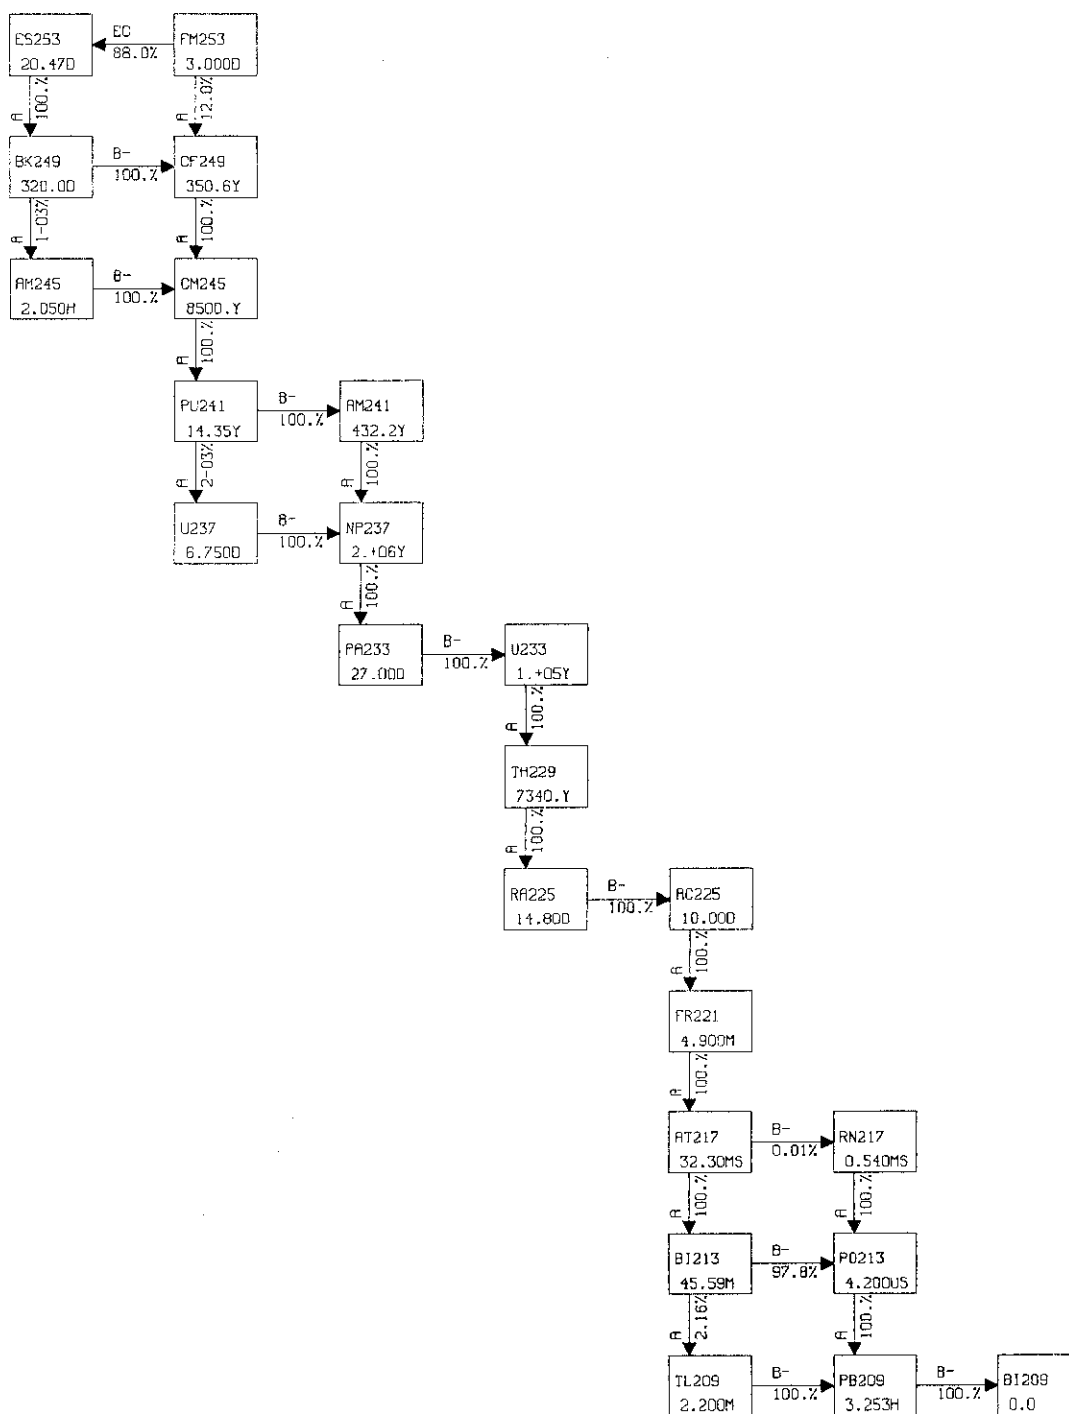 ES253
20.47D
EC
88.0%
FM253
3.000D
A
100.%
A
12.0%
BK249
320.0D
B-
100.%
CF249
350.6Y
A
1-03%
A
100.%
AM245
2.050H
B-
100.%
CM245
8500.Y
A
100.%
PU241
14.35Y
B-
100.%
AM241
432.2Y
A
2-03%
A
100.%
U237
6.750D
B-
100.%
NP237
2.+06Y
A
100.%
PA233
27.00D
B-
100.%
U233
1.+05Y
A
100.%
TH229
7340.Y
A
100.%
RA225
14.80D
B-
100.%
AC225
10.00D
A
100.%
FR221
4.900M
A
100.%
AT217
32.30MS
B-
0.01%
RN217
0.540MS
A
100.%
A
100.%
BI213
45.59M
B-
97.8%
PO213
4.200US
A
2.16%
A
100.%
TL209
2.200M
B-
100.%
PB209
3.253H
B-
100.%
BI209
0.0